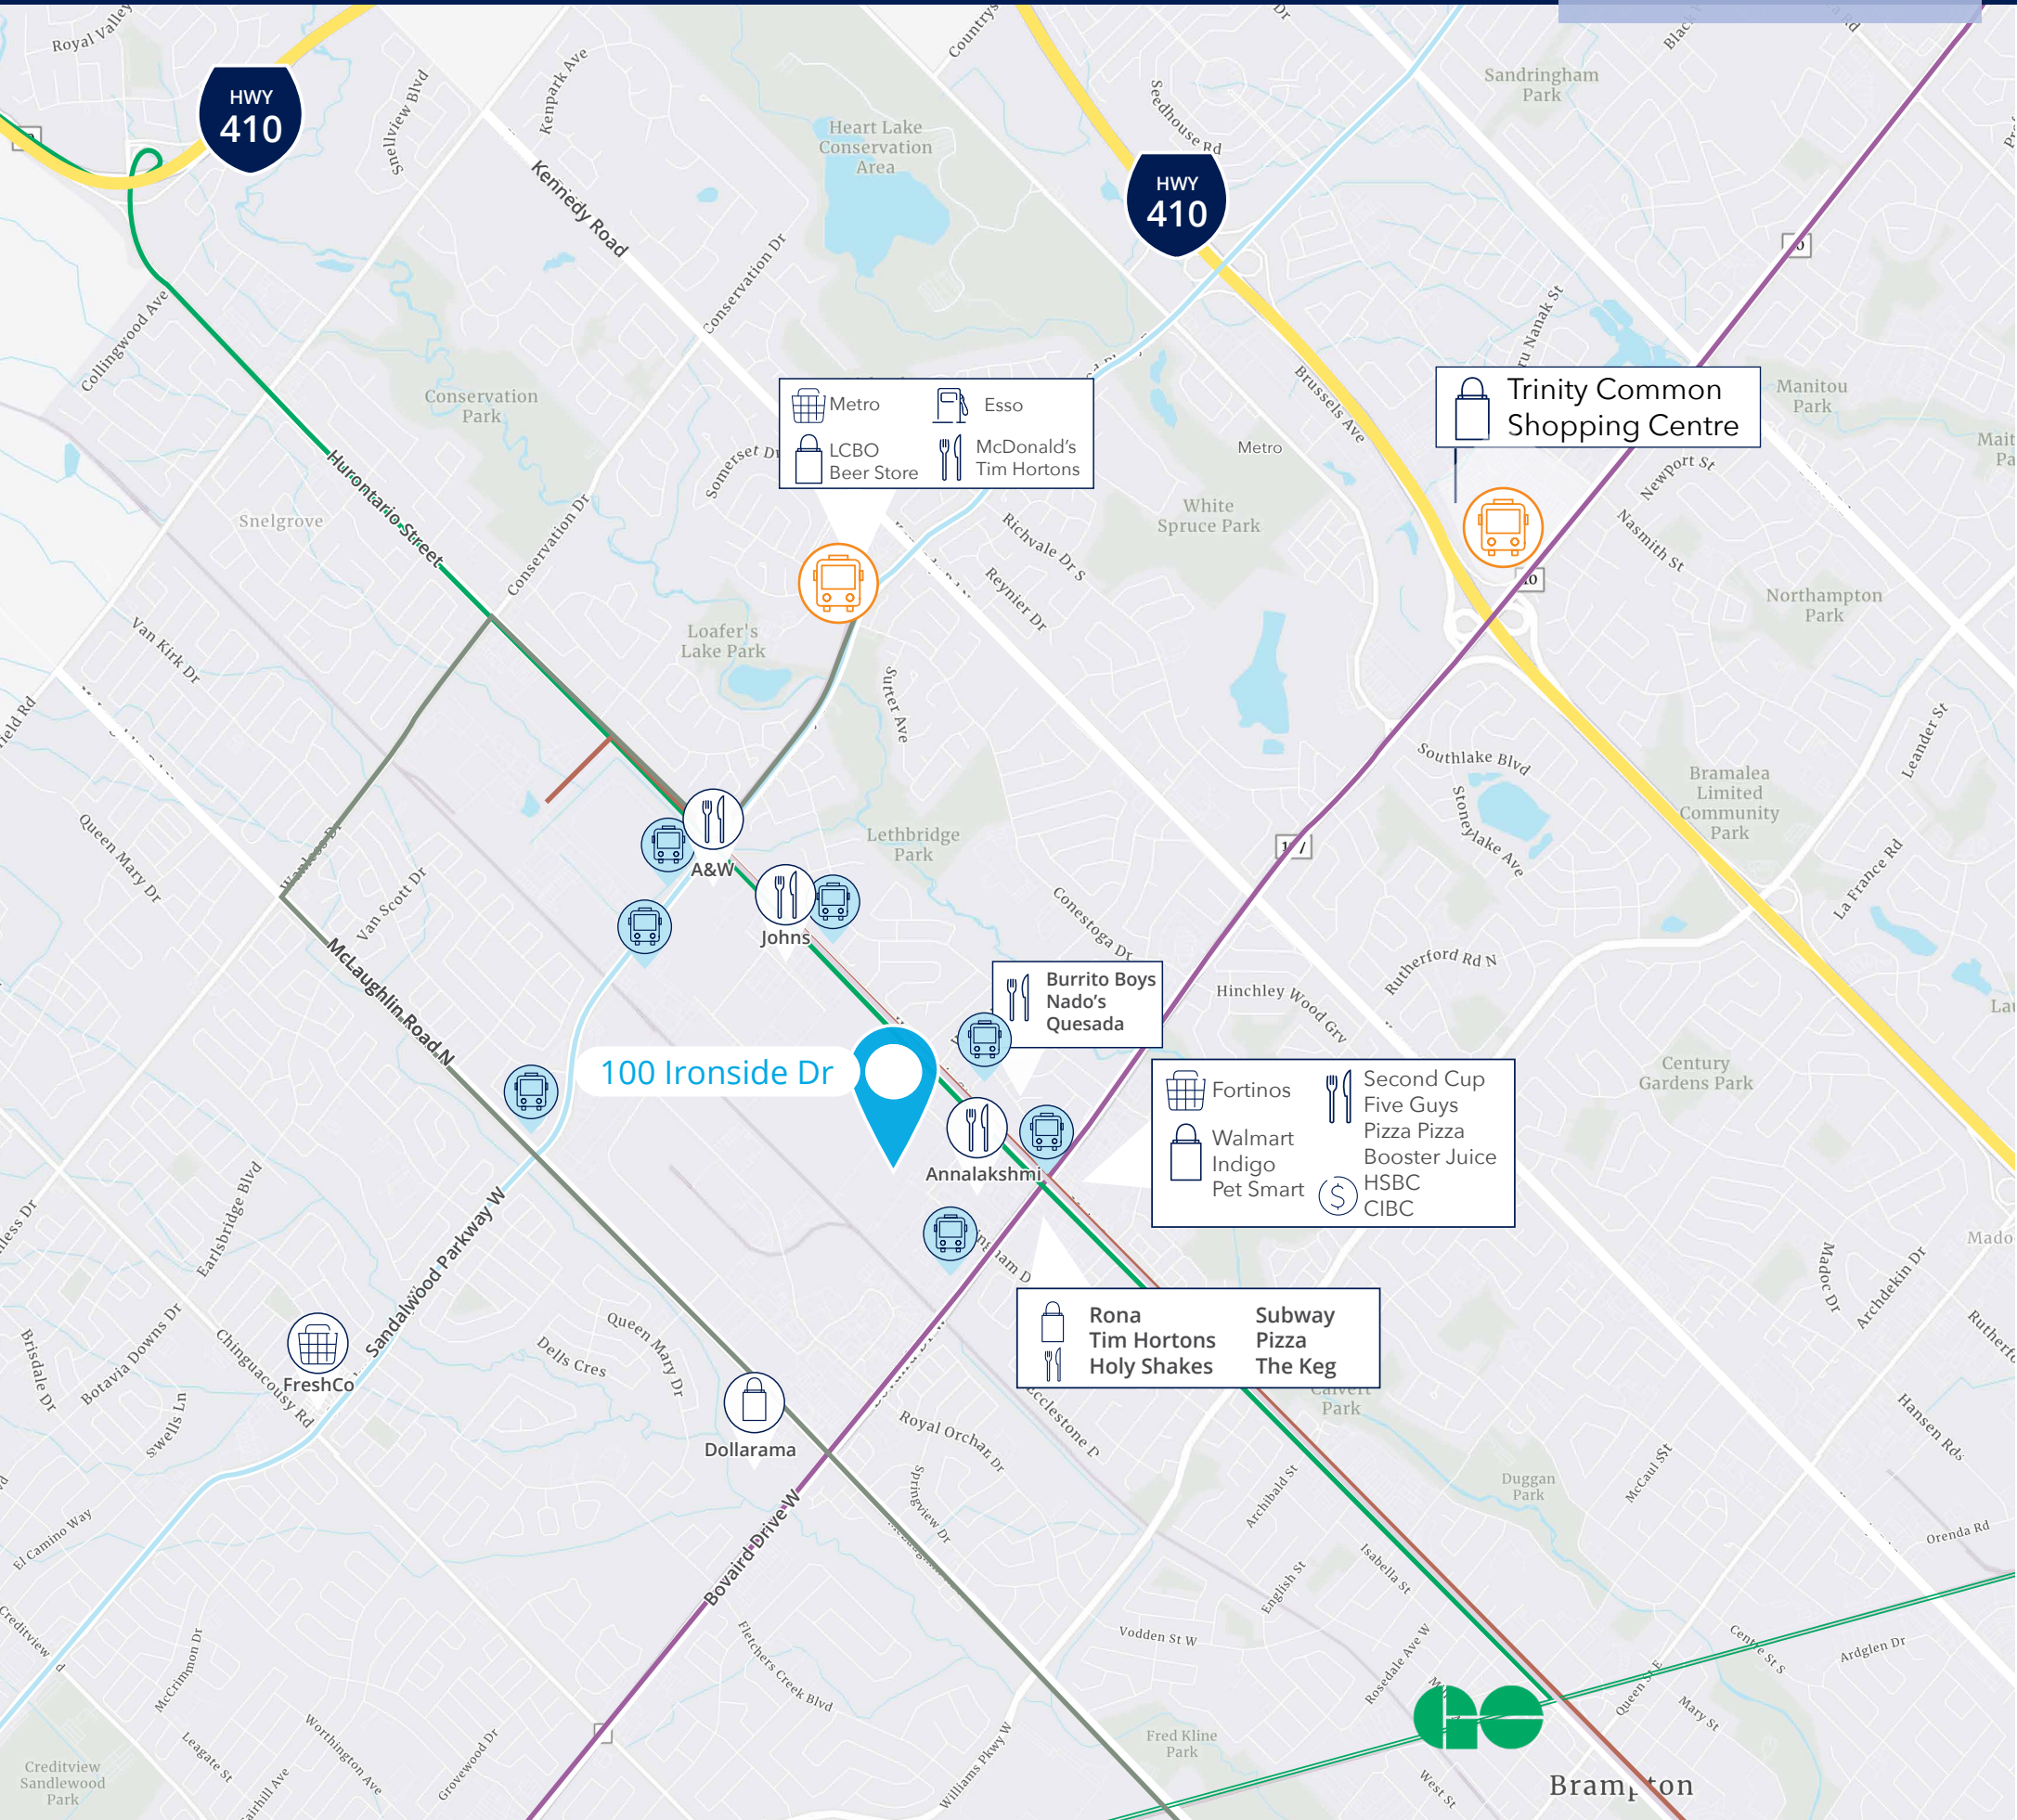 Royal Valley
HWY
410
Snellview Blvd
Kenpark Ave
Kennedy Road
Heart Lake
Conservation
Area
Seedhouse Rd
HWY
410
Sandringham
Park
Collingwood Ave
Conservation Dr
Conservation
Park
Hurontario Street
Snelgrove
Conservation Dr
Metro
Esso
LCBO
Beer Store
McDonald's
Tim Hortons
Brussels Ave
Metro
White
Spruce Park
Richvale Dr S
Reynier Dr
Trinity Common
Shopping Centre
Manitou
Park
Newport St
Nasmith St
Northampton
Park
Van Kirk Dr
Loafer's
Lake Park
Sutter Ave
Southlake Blvd
Stoneylake Ave
Leander St
Bramalea
Limited
Community
Park
La France Rd
Queen Mary Dr
Wanless Dr
Van Scott Dr
McLaughlin Road N
A&W
Johns
Lethbridge
Park
Conestoga Dr
Rutherford Rd N
Hinchley Wood Grv
Burrito Boys
Nado's
Quesada
100 Ironside Dr
Annalakshmi
Fortinos
Walmart
Indigo
Pet Smart
Second Cup
Five Guys
Pizza Pizza
Booster Juice
HSBC
CIBC
Century
Gardens Park
Madoc Dr
Archdekin Dr
Earlsbridge Blvd
Sandalwood Parkway W
Rona
Tim Hortons
Holy Shakes
Subway
Pizza
The Keg
Calvert
Park
Brisdale Dr
Botavia Downs Dr
Chinguacousy Rd
FreshCo
Dells Cres
Queen Mary Dr
Dollarama
Royal Orchard Dr
Springview Dr
Archibald St
Duggan
Park
McCaul St
Hansen Rds
Orenda Rd
El Camino Way
Bovaird Drive W
Isabella St
English St
Vodden St W
Rosedale Ave W
Queen St E
Centre St S
Ardglen Dr
Mary St
McCrimmon Dr
Fletchers Creek Blvd
Leagate St
Worthington Ave
Grovewood Dr
Williams Pkwy W
Fred Kline
Park
GO
West St
Brampton
Creditview
Sandlewood
Park